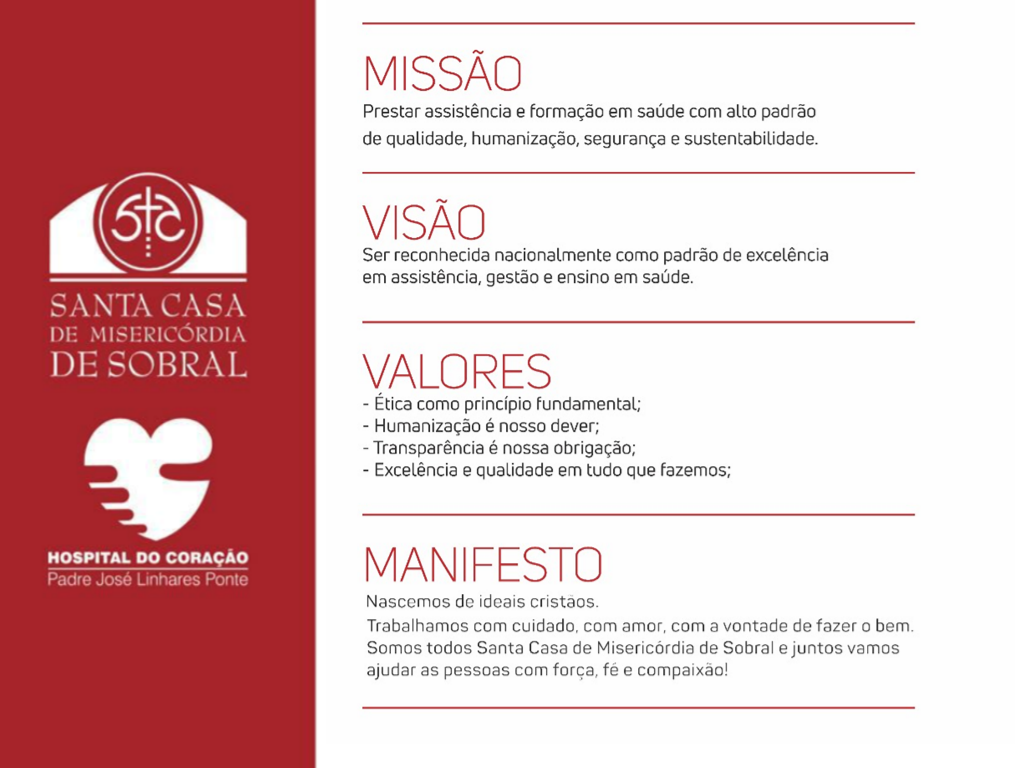 SANTA CASA
DE MISERICÓRDIA
DE SOBRAL
HOSPITAL DO CORAÇÃO
Padre José Linhares Ponte
MISSÃO
Prestar assistência e formação em saúde com alto padrão
de qualidade, humanização, segurança e sustentabilidade.
VISÃO
Ser reconhecida nacionalmente como padrão de excelência
em assistência, gestão e ensino em saúde.
VALORES
- Ética como princípio fundamental;
- Humanização é nosso dever;
- Transparência é nossa obrigação;
- Excelência e qualidade em tudo que fazemos;
MANIFESTO
Nascemos de ideais cristãos.
Trabalhamos com cuidado, com amor, com a vontade de fazer o bem.
Somos todos Santa Casa de Misericórdia de Sobral e juntos vamos
ajudar as pessoas com força, fé e compaixão!